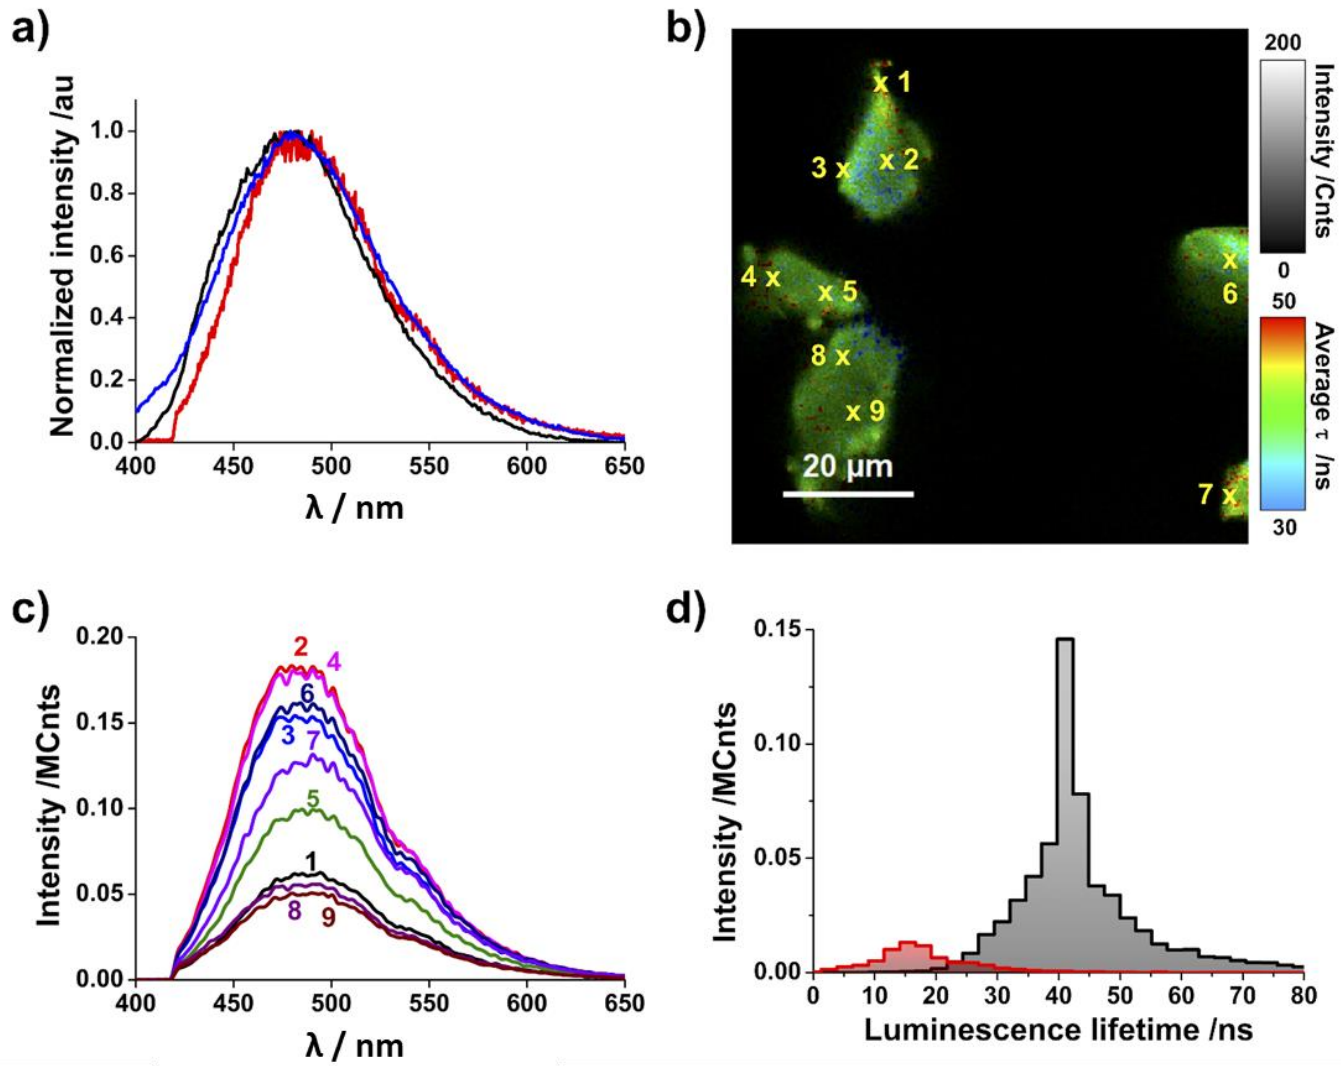 a)
Normalized intensity /au
1.0
0.8
0.6
0.4
0.2
0.0
400 450 500 550 600 650
λ / nm
b)
x 1
3 x
x 2
4 x
x 5
x
6
8 x
x 9
7 x
20 µm
200
Intensity /Cnts
0
50
Average τ /ns
30
c)
Intensity /MCnts
0.20
0.15
0.10
0.05
0.00
2
4
6
3
7
5
1
8
9
400 450 500 550 600 650
λ / nm
d)
Intensity /MCnts
0.15
0.10
0.05
0.00
0 10 20 30 40 50 60 70 80
Luminescence lifetime /ns